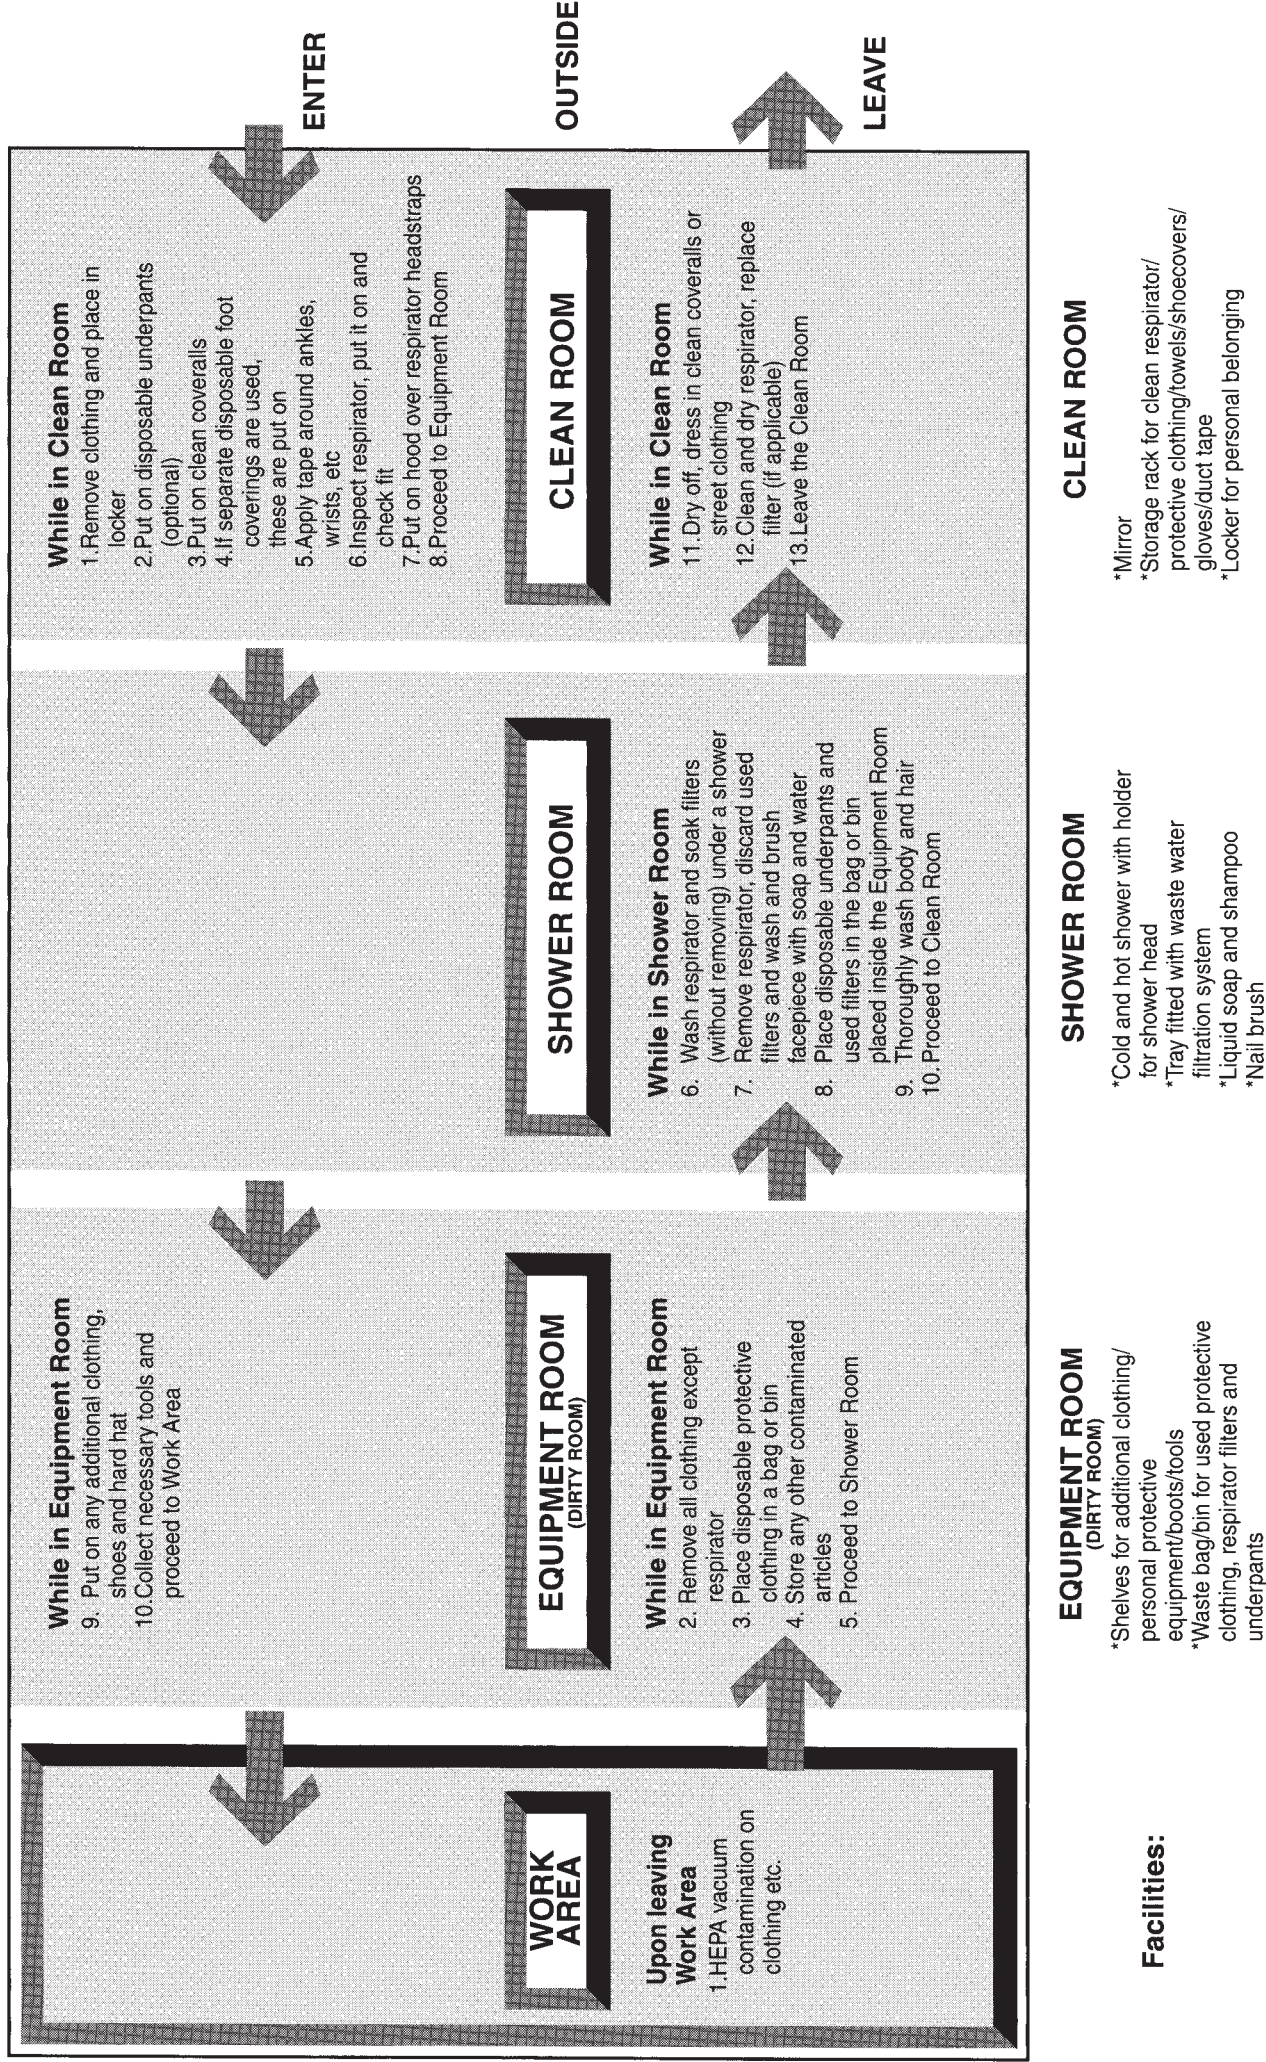 While in Equipment Room
9. Put on any additional clothing,
shoes and hard hat
10.Collect necessary tools and
proceed to Work Area
While in Clean Room
1.Remove clothing and place in
locker
2.Put on disposable underpants
(optional)
3.Put on clean coveralls
4.If separate disposable foot
coverings are used,
these are put on
5.Apply tape around ankles,
wrists, etc
6.Inspect respirator, put it on and
check fit
7.Put on hood over respirator headstraps
8.Proceed to Equipment Room
ENTER
WORK
AREA
EQUIPMENT ROOM
(DIRTY ROOM)
SHOWER ROOM
CLEAN ROOM
OUTSIDE
Upon leaving
Work Area
1.HEPA vacuum
contamination on
clothing etc.
While in Equipment Room
2. Remove all clothing except
respirator
3. Place disposable protective
clothing in a bag or bin
4. Store any other contaminated
articles
5. Proceed to Shower Room
While in Shower Room
6. Wash respirator and soak filters
(without removing) under a shower
7. Remove respirator, discard used
filters and wash and brush
facepiece with soap and water
8. Place disposable underpants and
used filters in the bag or bin
placed inside the Equipment Room
9. Thoroughly wash body and hair
10. Proceed to Clean Room
While in Clean Room
11.Dry off, dress in clean coveralls or
street clothing
12.Clean and dry respirator, replace
filter (if applicable)
13.Leave the Clean Room
LEAVE
Facilities:
EQUIPMENT ROOM
(DIRTY ROOM)
*Shelves for additional clothing/
personal protective
equipment/boots/tools
*Waste bag/bin for used protective
clothing, respirator filters and
underpants
SHOWER ROOM
*Cold and hot shower with holder
for shower head
*Tray fitted with waste water
filtration system
*Liquid soap and shampoo
*Nail brush
CLEAN ROOM
*Mirror
*Storage rack for clean respirator/
protective clothing/towels/shoecovers/
gloves/duct tape
*Locker for personal belonging